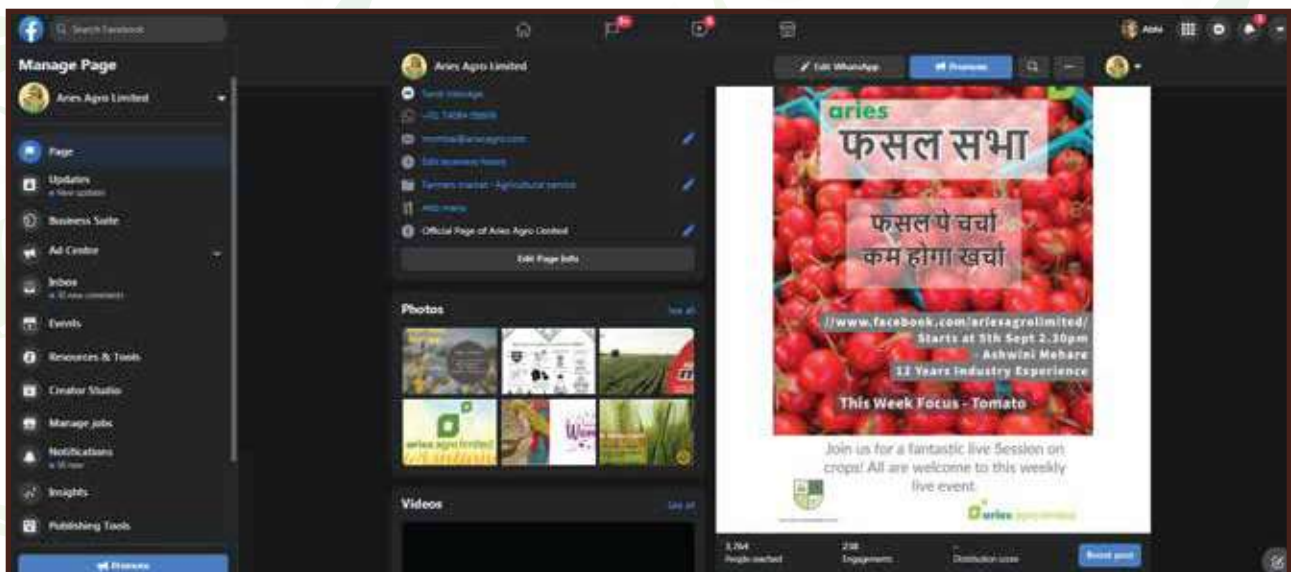 Search Facebook
Manage Page
Aries Agro Limited
Page
Updates
Business Suite
Ad Centre
Inbox
Events
Resources & Tools
Creator Studio
Manage jobs
Notifications
Insights
Publishing Tools
Promote
Aries Agro Limited
Send message
Edit business hours
Farmers market · Agricultural service
Add menu
Official Page of Aries Agro Limited
Edit Page Info
Photos
See all
aries agro limited
Videos
See all
Edit WhatsApp
Promote
aries
फसल सभा
फसल पे चर्चा
कम होगा खर्चा
//www.facebook.com/ariesagrolimited/
Starts at 5th Sept 2.30pm
- Ashwini Mehare
12 Years Industry Experience
This Week Focus - Tomato
Join us for a fantastic live Session on
crops! All are welcome to this weekly
live event.
aries
3,764
People reached
238
Engagements
Distribution score
Boost post